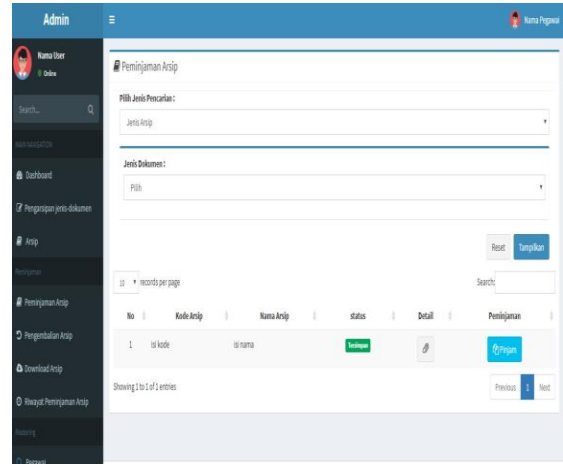 Admin
Nama Pegawai
Nama User
Online
Search...
MAIN NAVIGATION
Dashboard
Pengarsipan jenis-dokumen
Arsip
Peminjaman
Peminjaman Arsip
Pengembalian Arsip
Download Arsip
Riwayat Peminjaman Arsip
Pegawai
Peminjaman Arsip
Pilih Jenis Pencarian :
Jenis Arsip
Jenis Dokumen :
Pilih
Reset Tampilkan
10 records per page Search:
No Kode Arsip Nama Arsip status Detail Peminjaman
1 isi kode isi nama Tersimpan Pinjam
Showing 1 to 1 of 1 entries Previous 1 Next